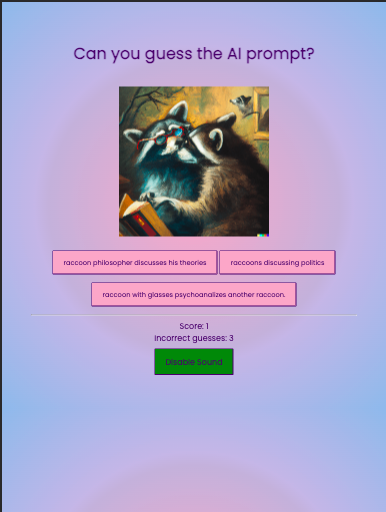 Can you guess the AI prompt?
raccoon philosopher discusses his theories
raccoons discussing politics
raccoon with glasses psychoanalizes another raccoon.
Score: 1
Incorrect guesses: 3
Disable Sound